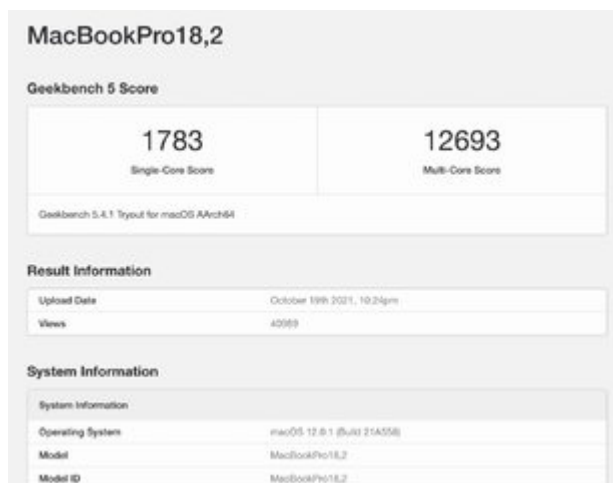 MacBookPro18,2
Geekbench 5 Score
1783 12693
Single-Core Score Multi-Core Score
Geekbench 5.4.1 Tryout for macOS AArch64
Result Information
Upload Date October 19th 2021, 10:24pm
Views
System Information
System Information
Operating System macOS 12.0.1 (Build 21A558)
Model MacBookPro18,2
Model ID MacBookPro18,2